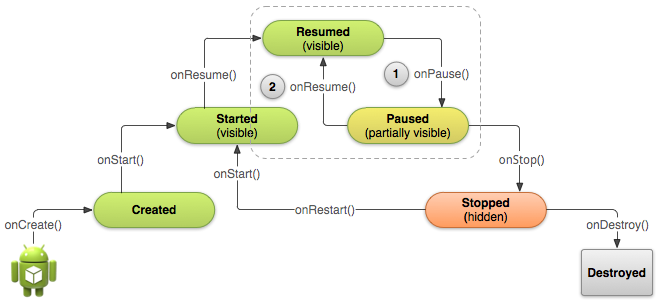 Resumed
(visible)
onResume()
2
onResume()
1
onPause()
Started
(visible)
Paused
(partially visible)
onStart()
onStart()
onStop()
Created
onRestart()
Stopped
(hidden)
onCreate()
onDestroy()
Destroyed